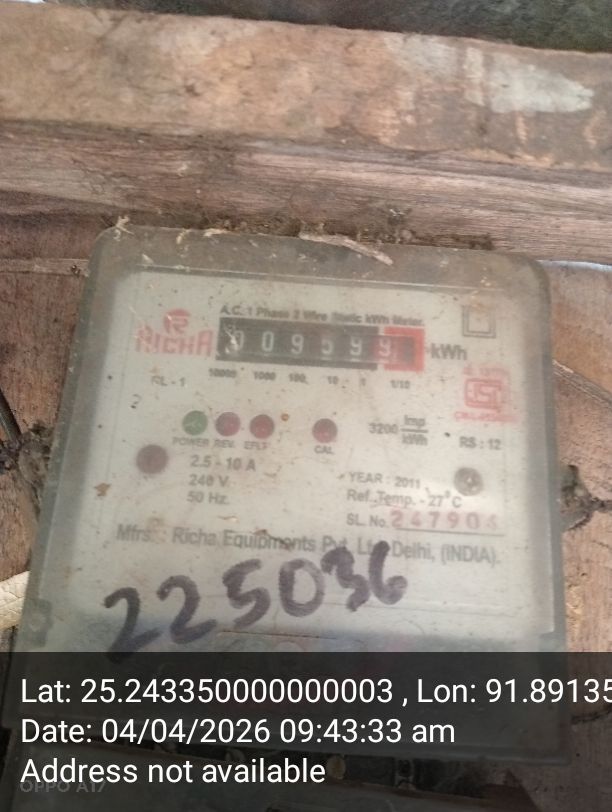 A.C. 1 Phase 2 Wire Static kWh Meter.
RICHA
009599 kWh
10000 1000 100 10 1 1/10
RL - 1
POWER REV. EFLT CAL
3200 Imp/kWh
RS : 12
2.5 - 10 A
240 V
50 Hz.
YEAR : 2011
Ref. Temp. - 27°C
SL. No. 24790
Mfrs. : Richa Equipments Pvt. Ltd. Delhi, (INDIA).
225036
Lat: 25.243350000000003 , Lon: 91.89135
Date: 04/04/2026 09:43:33 am
Address not available
OPPO A17